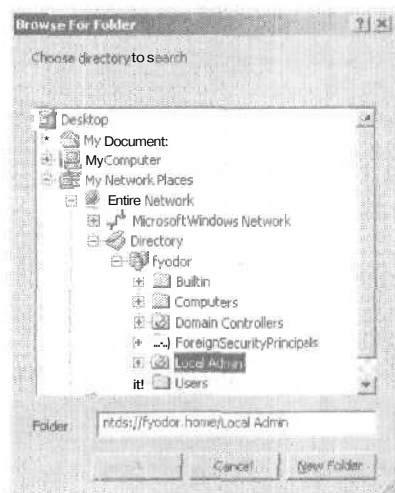 Browse For Folder
Choose directory to search
Desktop
My Document:
My Computer
My Network Places
Entire Network
Microsoft Windows Network
Directory
fyodor
Builtin
Computers
Domain Controllers
ForeignSecurityPrincipals
Local Admin
it! Users
Folder: ntds://fyodor.home/Local Admin
Cancel New Folder